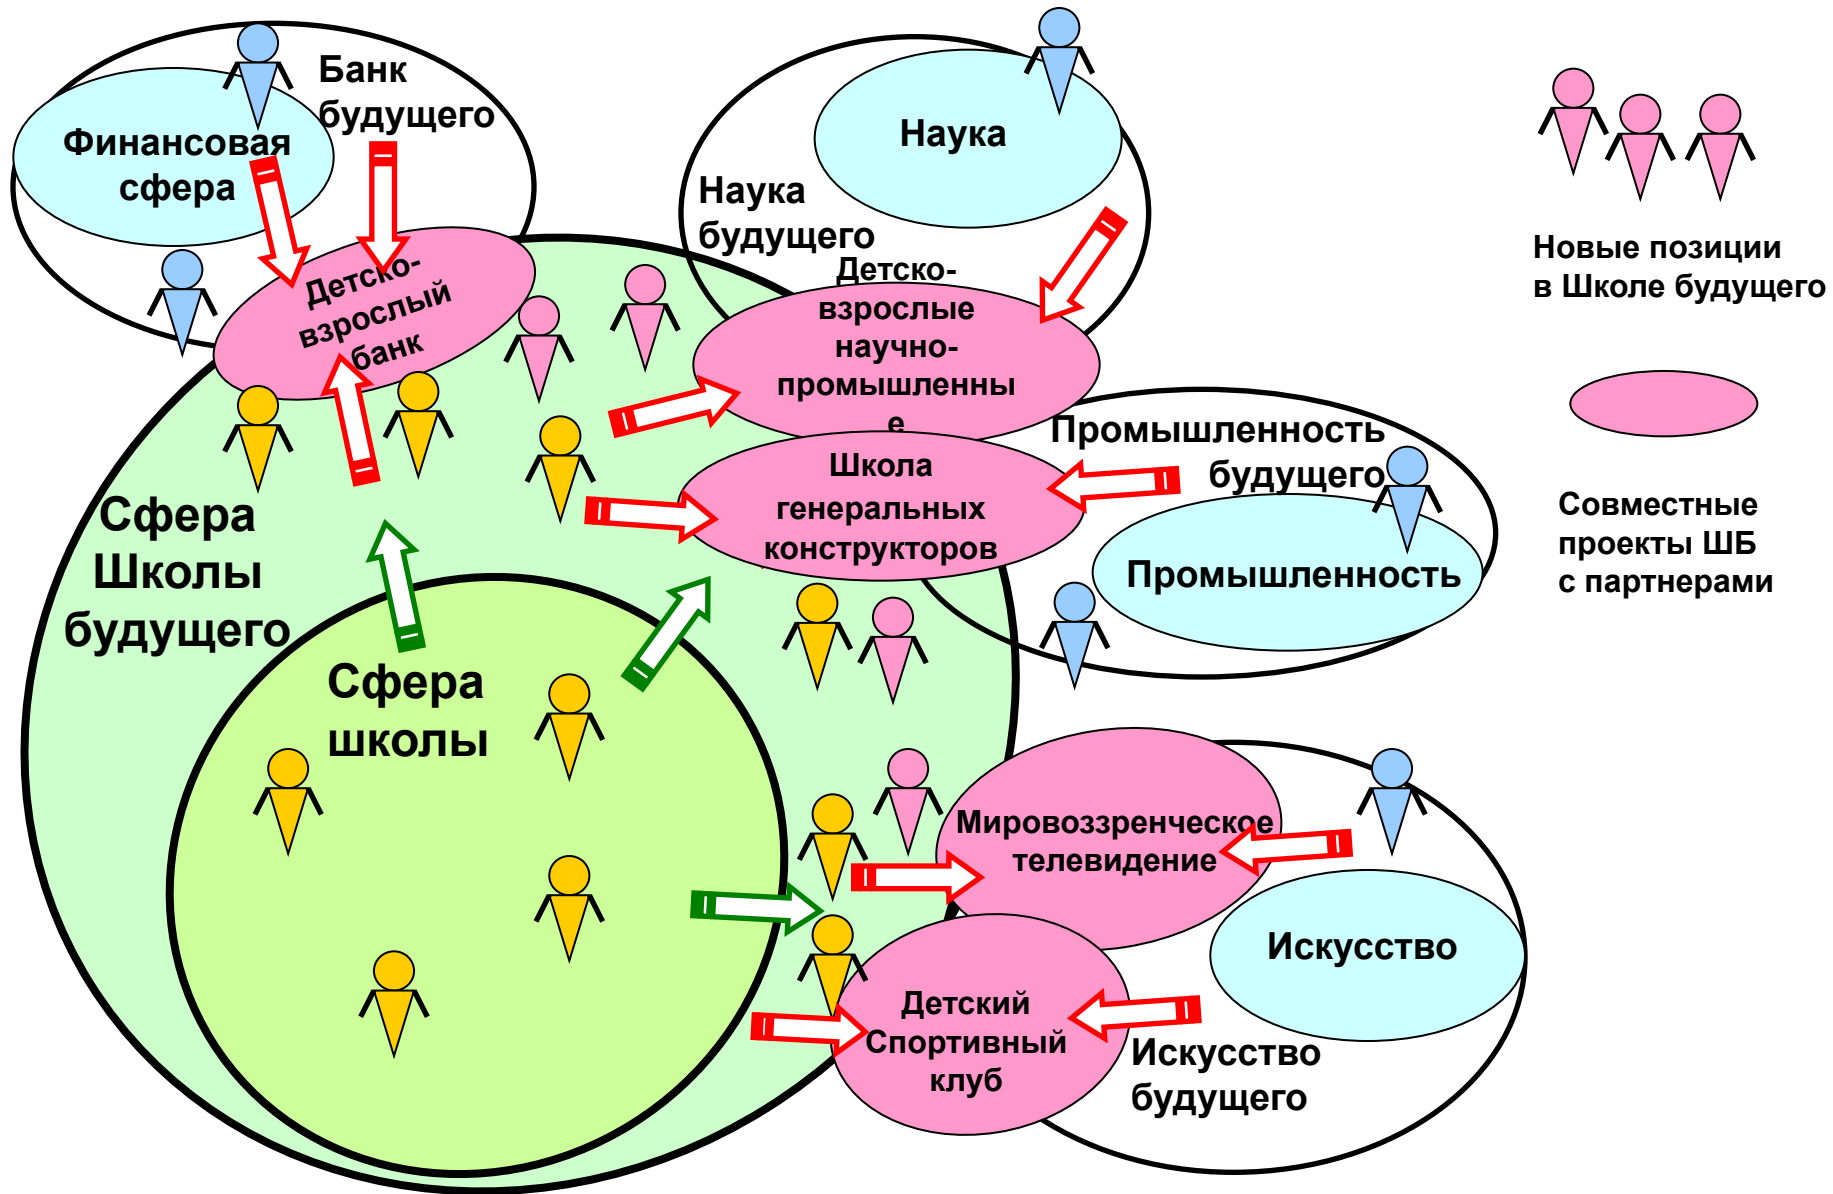 Банк
будущего
Финансовая
сфера
Детско-
взрослый
банк
Наука
Наука
будущего
Детско-
взрослые
научно-
промышленны
е
Школа
генеральных
конструкторов
Промышленность
будущего
Промышленность
Сфера
Школы
будущего
Сфера
школы
Мировоззренческое
телевидение
Искусство
Детский
Спортивный
клуб
Искусство
будущего
Новые позиции
в Школе будущего
Совместные
проекты ШБ
с партнерами